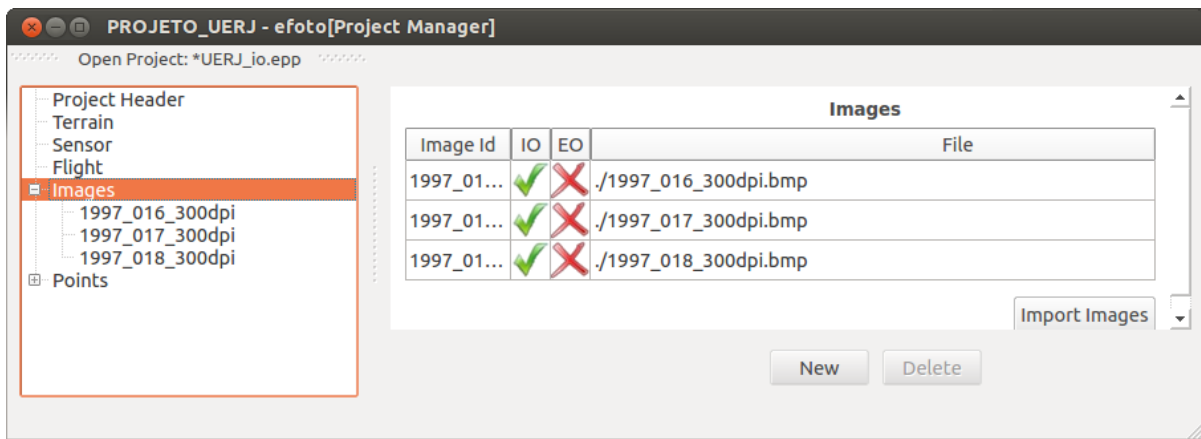 PROJETO_UERJ - efoto[Project Manager]
Open Project: *UERJ_io.epp
Project Header
Terrain
Sensor
Flight
Images
1997_016_300dpi
1997_017_300dpi
1997_018_300dpi
Points
Images
Image Id IO EO File
1997_01... ./1997_016_300dpi.bmp
1997_01... ./1997_017_300dpi.bmp
1997_01... ./1997_018_300dpi.bmp
Import Images
New Delete